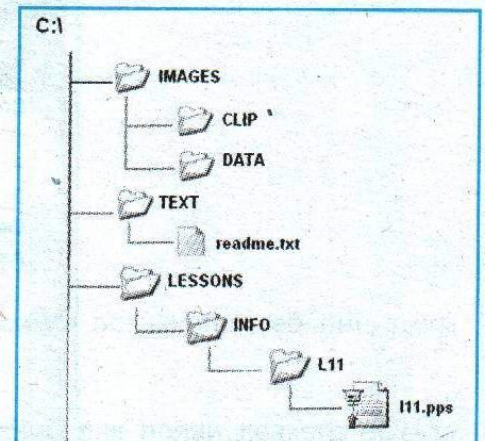 C:\
IMAGES
CLIP
DATA
TEXT
readme.txt
LESSONS
INFO
L11
l11.pps